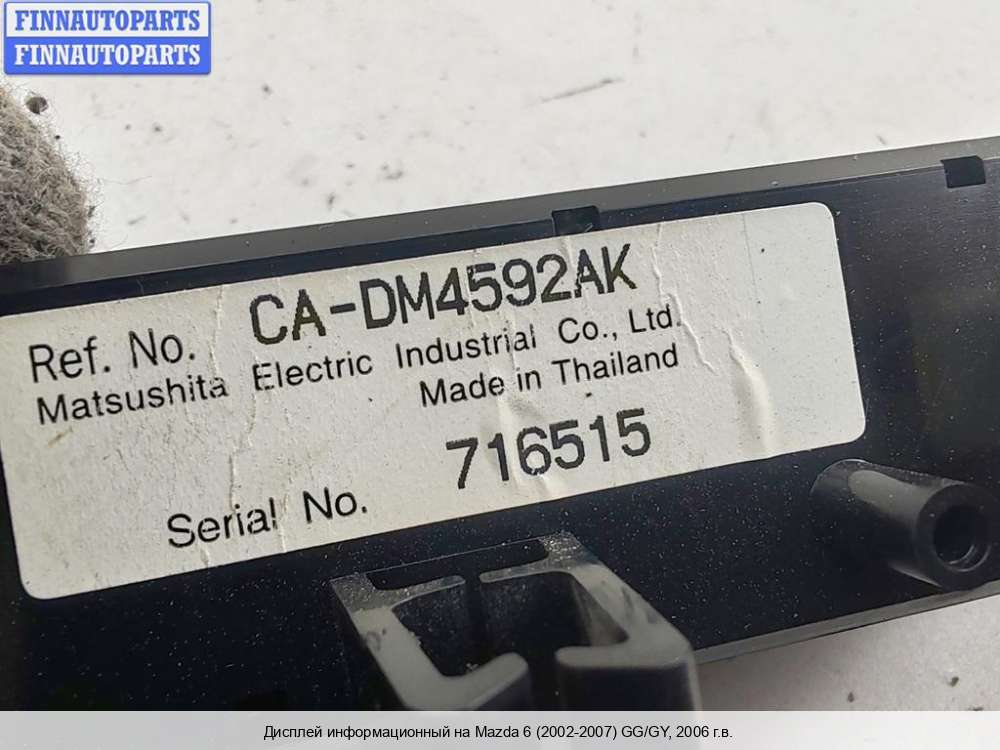 FINNAUTOPARTS
FINNAUTOPARTS
Ref. No. CA-DM4592AK
Matsushita Electric Industrial Co., Ltd.
Made in Thailand
Serial No. 716515
Дисплей информационный на Mazda 6 (2002-2007) GG/GY, 2006 г.в.